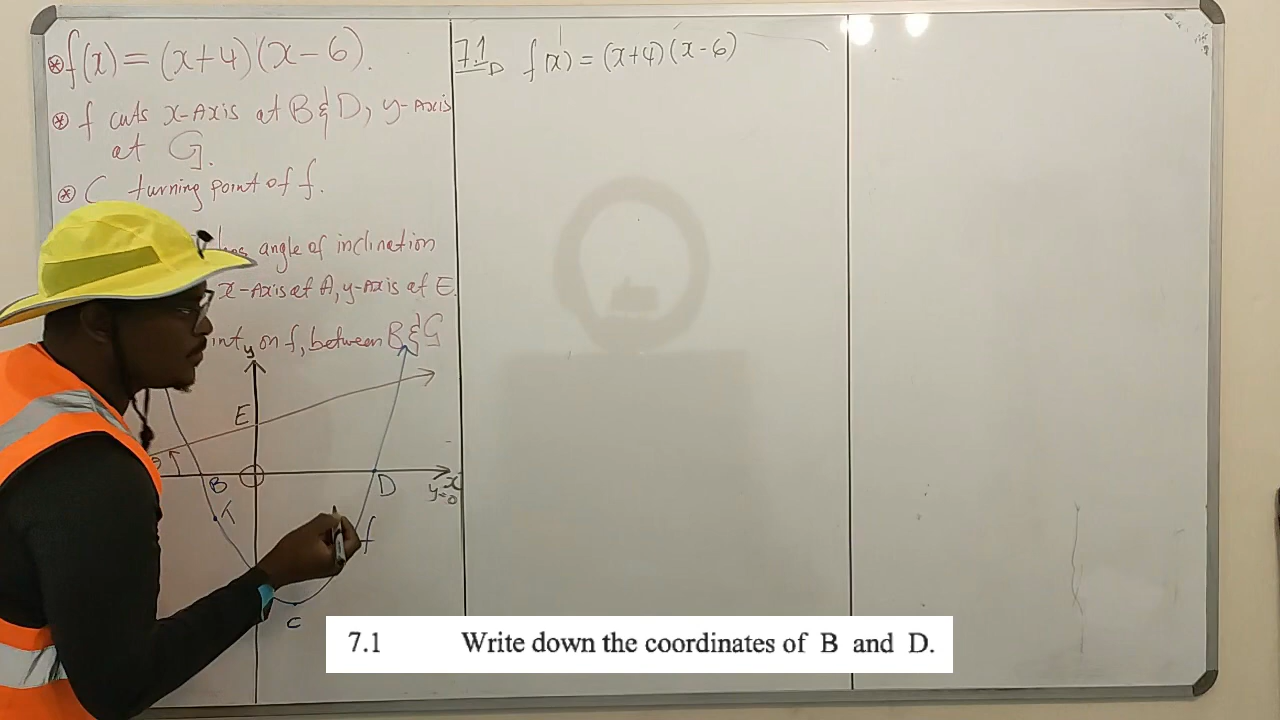 ⊛ f(x) = (x+4)(x-6).
⊛ f cuts x-Axis at B & D, y-Axis
at G.
⊛ C turning point of f.
angle of inclination
x-Axis at A, y-Axis at E.
on f, between B & G
y
E
B
D
x
y=0
T
f
C
7.1 f(x) = (x+4)(x-6)
7.1 Write down the coordinates of B and D.